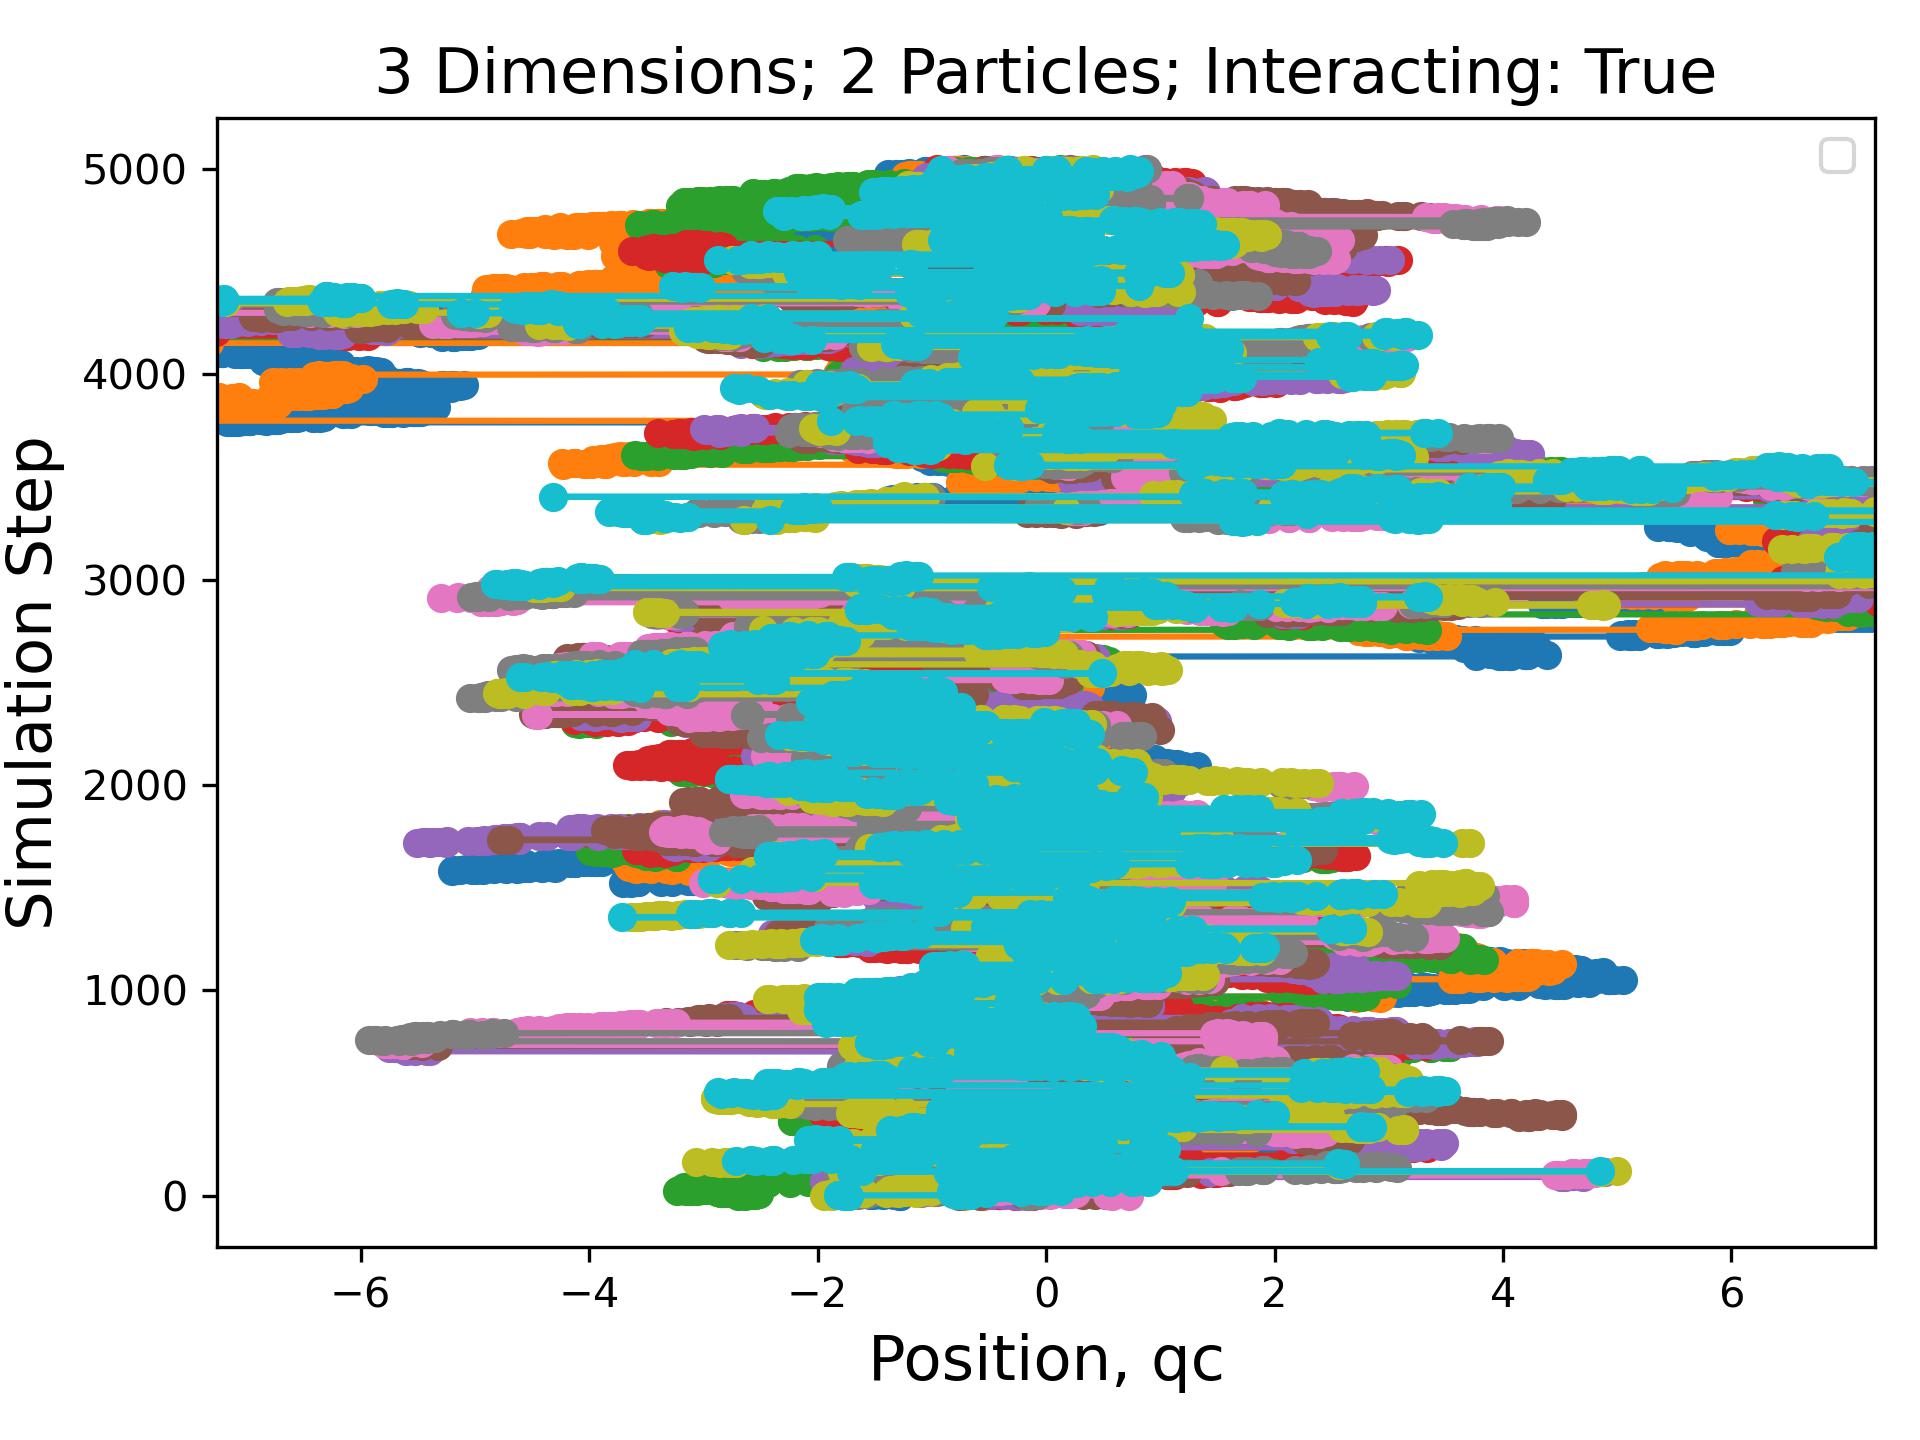 3 Dimensions; 2 Particles; Interacting: True
Simulation Step
5000
4000
3000
2000
1000
0
−6 −4 −2 0 2 4 6
Position, qc